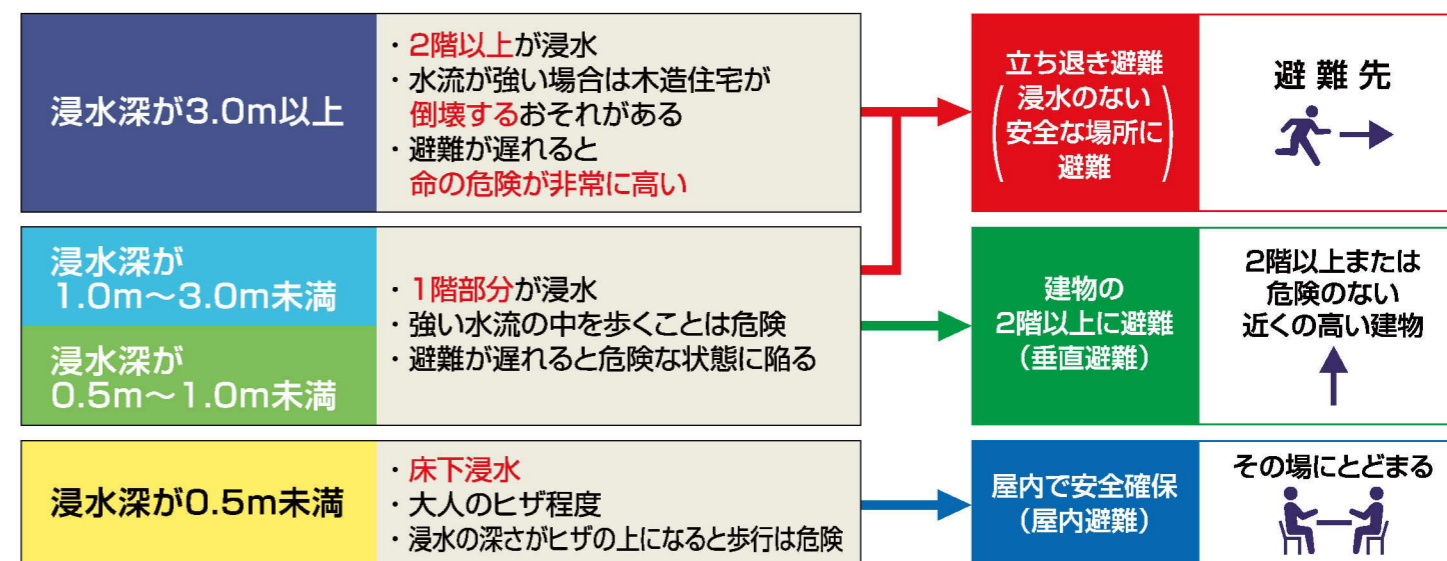 浸水深が3.0m以上
・2階以上が浸水
・水流が強い場合は木造住宅が
倒壊するおそれがある
・避難が遅れると
命の危険が非常に高い
立ち退き避難
(浸水のない
安全な場所に
避難)
避難先
浸水深が
1.0m～3.0m未満
浸水深が
0.5m～1.0m未満
・1階部分が浸水
・強い水流の中を歩くことは危険
・避難が遅れると危険な状態に陥る
建物の
2階以上に避難
(垂直避難)
2階以上または
危険のない
近くの高い建物
浸水深が0.5m未満
・床下浸水
・大人のヒザ程度
・浸水の深さがヒザの上になると歩行は危険
屋内で安全確保
(屋内避難)
その場にとどまる